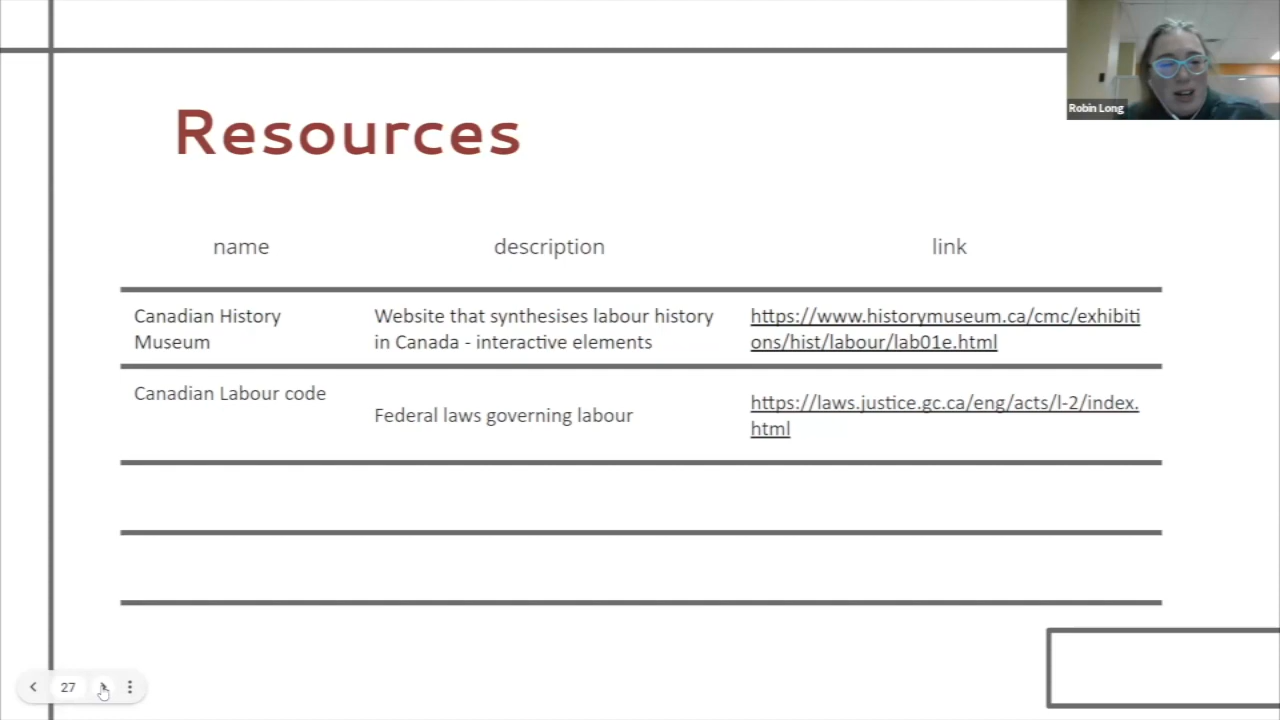 Resources
Robin Long
name description link
Canadian History
Museum
Website that synthesises labour history
in Canada - interactive elements
https://www.historymuseum.ca/cmc/exhibiti
ons/hist/labour/lab01e.html
Canadian Labour code
Federal laws governing labour
https://laws.justice.gc.ca/eng/acts/l-2/index.
html
27